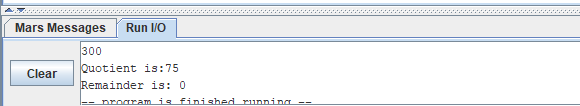 Mars Messages Run I/O
Clear
300
Quotient is:75
Remainder is: 0
-- program is finished running --